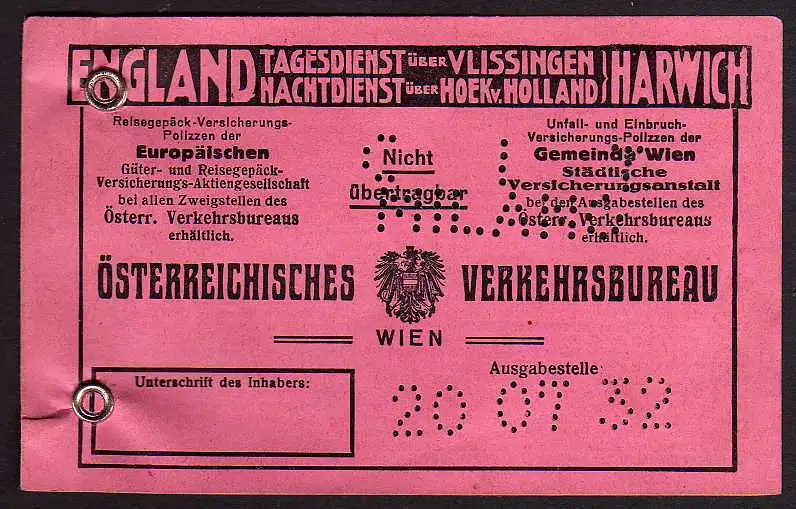 ENGLAND TAGESDIENST ÜBER VLISSINGEN HARWICH
NACHTDIENST ÜBER HOEK v. HOLLAND
Reisegepäck-Versicherungs-
Polizzen der
Europäischen
Güter- und Reisegepäck-
Versicherungs-Aktiengesellschaft
bei allen Zweigstellen des
Österr. Verkehrsbureaus
erhältlich.
Nicht
übertragbar
Unfall- und Einbruch-
Versicherungs-Polizzen der
Gemeinde Wien
Städtische
Versicherungsanstalt
bei den Ausgabestellen des
Österr. Verkehrsbureaus
erhältlich.
ÖSTERREICHISCHES VERKEHRSBUREAU
WIEN
Unterschrift des Inhabers:
Ausgabestelle
20 07 32